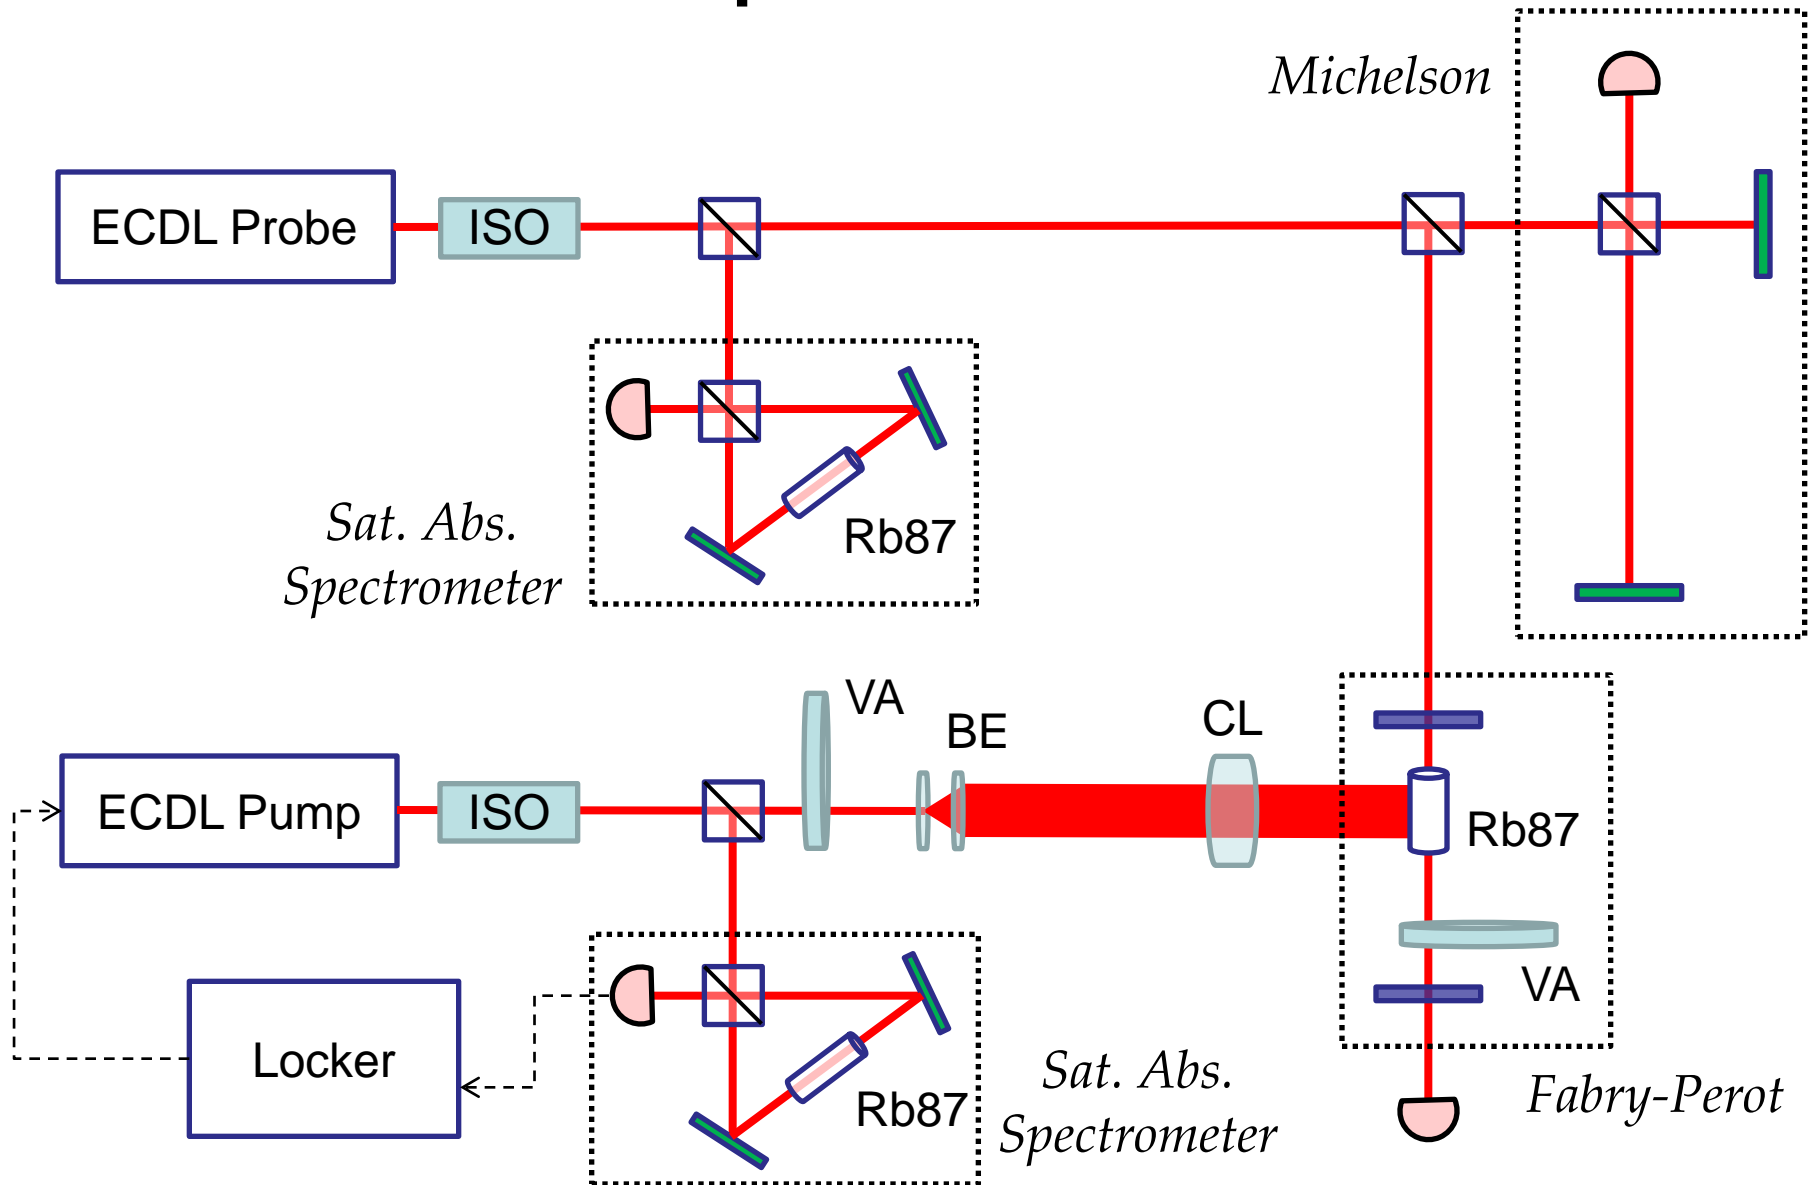 Michelson
ECDL Probe
ISO
Sat. Abs.
Spectrometer
Rb87
VA
BE
CL
ECDL Pump
ISO
Rb87
VA
Locker
Rb87
Sat. Abs.
Spectrometer
Fabry-Perot